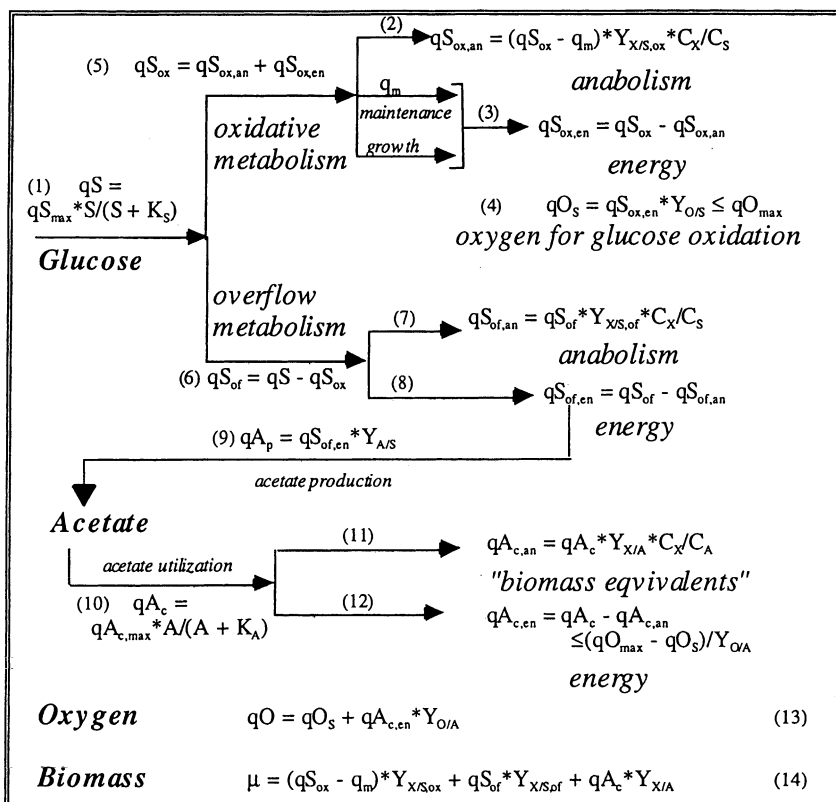 (2) qS_ox,an = (qS_ox - q_m)*Y_X/S,ox*C_X/C_S
anabolism
(5) qS_ox = qS_ox,an + qS_ox,en
q_m
maintenance
growth
(3) qS_ox,en = qS_ox - qS_ox,an
energy
oxidative
metabolism
(1) qS =
qS_max*S/(S + K_S)
Glucose
(4) qO_S = qS_ox,en*Y_O/S ≤ qO_max
oxygen for glucose oxidation
overflow
metabolism
(7) qS_of,an = qS_of*Y_X/S,of*C_X/C_S
anabolism
(6) qS_of = qS - qS_ox
(8) qS_of,en = qS_of - qS_of,an
energy
(9) qA_p = qS_of,en*Y_A/S
acetate production
Acetate
acetate utilization
(10) qA_c =
qA_c,max*A/(A + K_A)
(11) qA_c,an = qA_c*Y_X/A*C_X/C_A
"biomass eqvivalents"
(12) qA_c,en = qA_c - qA_c,an
≤(qO_max - qO_S)/Y_O/A
energy
Oxygen qO = qO_S + qA_c,en*Y_O/A (13)
Biomass μ = (qS_ox - q_m)*Y_X/S,ox + qS_of*Y_X/S,of + qA_c*Y_X/A (14)